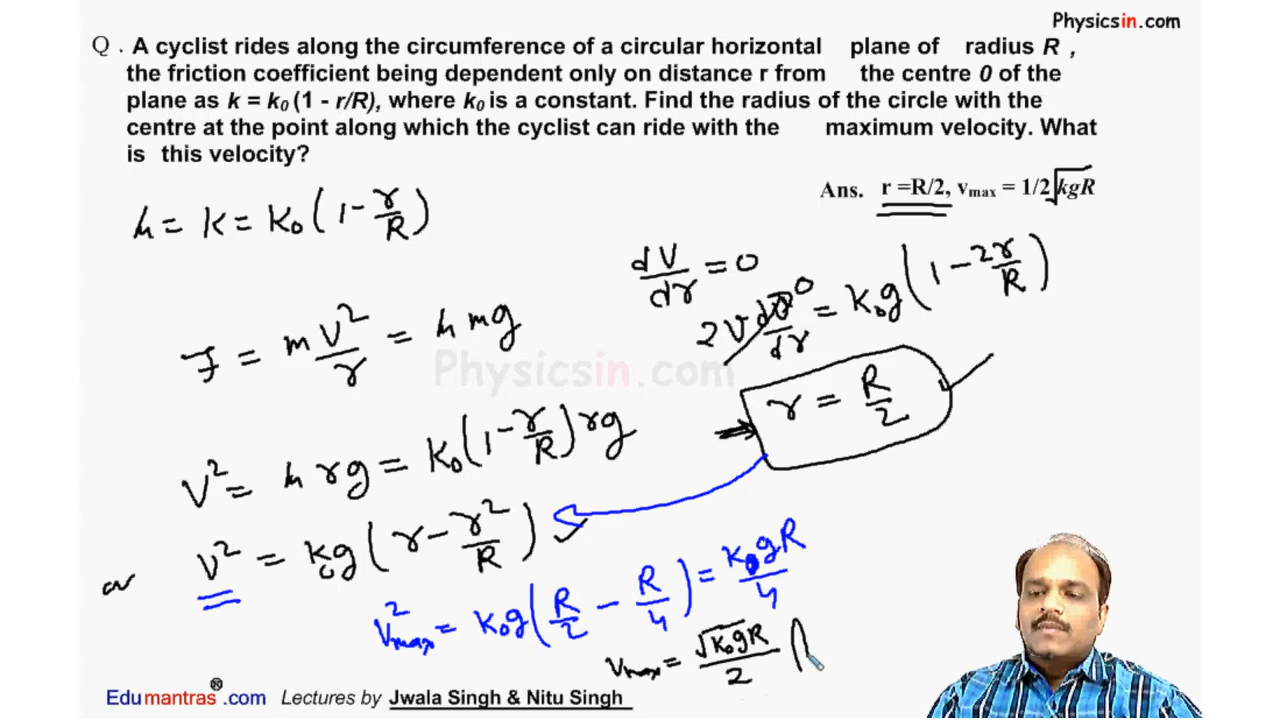 Physicsin.com
Q . A cyclist rides along the circumference of a circular horizontal plane of radius R ,
the friction coefficient being dependent only on distance r from the centre 0 of the
plane as k = k₀ (1 - r/R), where k₀ is a constant. Find the radius of the circle with the
centre at the point along which the cyclist can ride with the maximum velocity. What
is this velocity?
Ans. r =R/2, vmax = 1/2√kgR
μ = k = k₀(1 - r/R)
F = mV²/r = μ mg
V² = μ rg = k₀(1 - r/R) rg
or V² = k₀g(r - r²/R)
dV/dr = 0
2V dv/dr 0 = k₀g(1 - 2r/R)
r = R/2
V²max = k₀g(R/2 - R/4) = k₀gR/4
Vmax = √k₀gR/2
Physicsin.com
Edumantras®.com Lectures by Jwala Singh & Nitu Singh